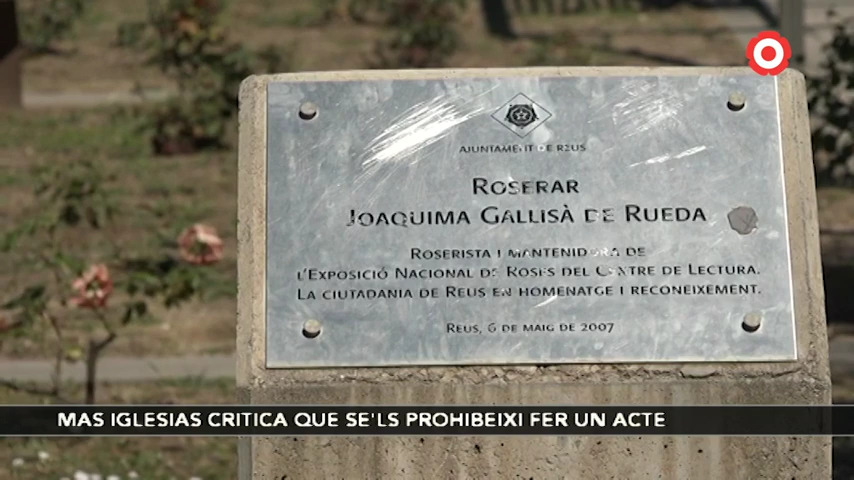 AJUNTAMENT DE REUS
ROSERAR
JOAQUIMA GALLISÀ DE RUEDA
ROSERISTA I MANTENIDORA DE
L'EXPOSICIÓ NACIONAL DE ROSES DEL CENTRE DE LECTURA.
LA CIUTADANIA DE REUS EN HOMENATGE I RECONEIXEMENT.
REUS, 6 DE MAIG DE 2007
MAS IGLESIAS CRITICA QUE SE'LS PROHIBEIXI FER UN ACTE